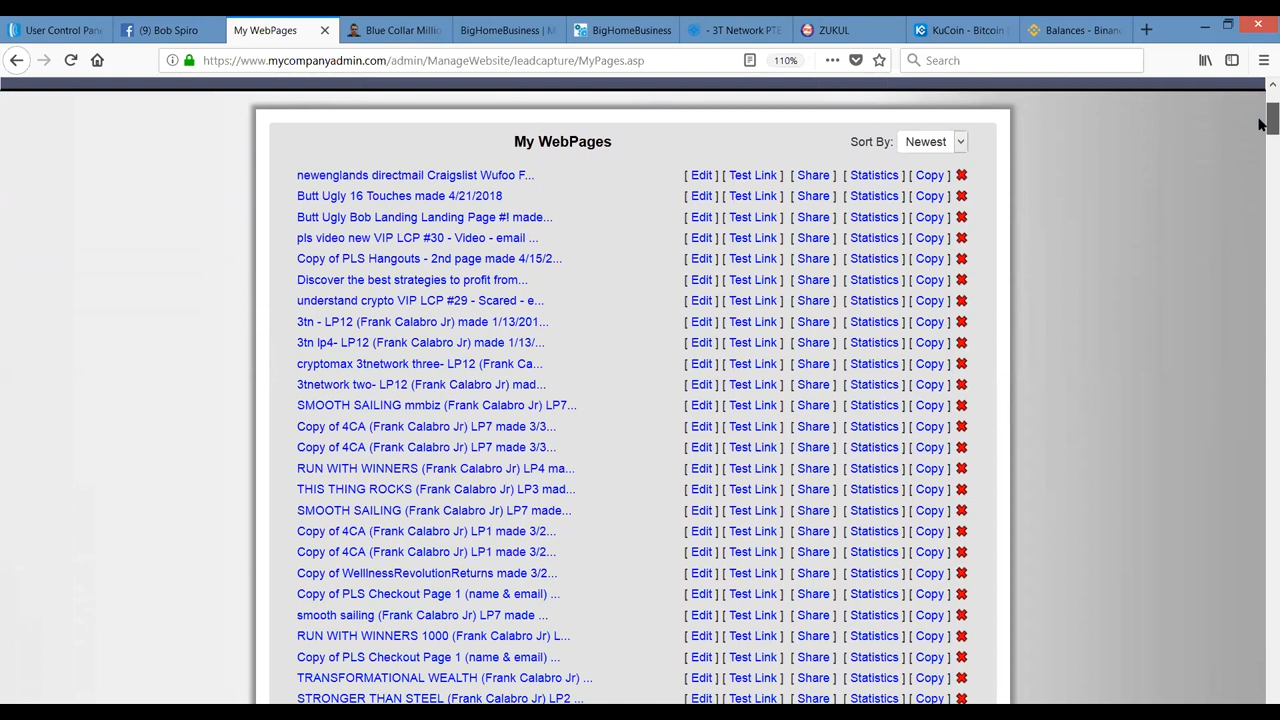 User Control Pane
(9) Bob Spiro
My WebPages
Blue Collar Millio
BigHomeBusiness | M
BigHomeBusiness
- 3T Network PTE
ZUKUL
KuCoin - Bitcoin
Balances - Binanc
https://www.mycompanyadmin.com/admin/ManageWebsite/leadcapture/MyPages.asp
110%
Search
My WebPages
Sort By: Newest
newenglands directmail Craigslist Wufoo F... [ Edit ] [ Test Link ] [ Share ] [ Statistics ] [ Copy ]
Butt Ugly 16 Touches made 4/21/2018 [ Edit ] [ Test Link ] [ Share ] [ Statistics ] [ Copy ]
Butt Ugly Bob Landing Landing Page #! made... [ Edit ] [ Test Link ] [ Share ] [ Statistics ] [ Copy ]
pls video new VIP LCP #30 - Video - email ... [ Edit ] [ Test Link ] [ Share ] [ Statistics ] [ Copy ]
Copy of PLS Hangouts - 2nd page made 4/15/2... [ Edit ] [ Test Link ] [ Share ] [ Statistics ] [ Copy ]
Discover the best strategies to profit from... [ Edit ] [ Test Link ] [ Share ] [ Statistics ] [ Copy ]
understand crypto VIP LCP #29 - Scared - e... [ Edit ] [ Test Link ] [ Share ] [ Statistics ] [ Copy ]
3tn - LP12 (Frank Calabro Jr) made 1/13/201... [ Edit ] [ Test Link ] [ Share ] [ Statistics ] [ Copy ]
3tn lp4- LP12 (Frank Calabro Jr) made 1/13/... [ Edit ] [ Test Link ] [ Share ] [ Statistics ] [ Copy ]
cryptomax 3tnetwork three- LP12 (Frank Ca... [ Edit ] [ Test Link ] [ Share ] [ Statistics ] [ Copy ]
3tnetwork two- LP12 (Frank Calabro Jr) mad... [ Edit ] [ Test Link ] [ Share ] [ Statistics ] [ Copy ]
SMOOTH SAILING mmbiz (Frank Calabro Jr) LP7... [ Edit ] [ Test Link ] [ Share ] [ Statistics ] [ Copy ]
Copy of 4CA (Frank Calabro Jr) LP7 made 3/3... [ Edit ] [ Test Link ] [ Share ] [ Statistics ] [ Copy ]
Copy of 4CA (Frank Calabro Jr) LP7 made 3/3... [ Edit ] [ Test Link ] [ Share ] [ Statistics ] [ Copy ]
RUN WITH WINNERS (Frank Calabro Jr) LP4 ma... [ Edit ] [ Test Link ] [ Share ] [ Statistics ] [ Copy ]
THIS THING ROCKS (Frank Calabro Jr) LP3 mad... [ Edit ] [ Test Link ] [ Share ] [ Statistics ] [ Copy ]
SMOOTH SAILING (Frank Calabro Jr) LP7 made... [ Edit ] [ Test Link ] [ Share ] [ Statistics ] [ Copy ]
Copy of 4CA (Frank Calabro Jr) LP1 made 3/2... [ Edit ] [ Test Link ] [ Share ] [ Statistics ] [ Copy ]
Copy of 4CA (Frank Calabro Jr) LP1 made 3/2... [ Edit ] [ Test Link ] [ Share ] [ Statistics ] [ Copy ]
Copy of WelllnessRevolutionReturns made 3/2... [ Edit ] [ Test Link ] [ Share ] [ Statistics ] [ Copy ]
Copy of PLS Checkout Page 1 (name & email) ... [ Edit ] [ Test Link ] [ Share ] [ Statistics ] [ Copy ]
smooth sailing (Frank Calabro Jr) LP7 made ... [ Edit ] [ Test Link ] [ Share ] [ Statistics ] [ Copy ]
RUN WITH WINNERS 1000 (Frank Calabro Jr) L... [ Edit ] [ Test Link ] [ Share ] [ Statistics ] [ Copy ]
Copy of PLS Checkout Page 1 (name & email) ... [ Edit ] [ Test Link ] [ Share ] [ Statistics ] [ Copy ]
TRANSFORMATIONAL WEALTH (Frank Calabro Jr) ... [ Edit ] [ Test Link ] [ Share ] [ Statistics ] [ Copy ]
STRONGER THAN STEEL (Frank Calabro Jr) LP2 ... [ Edit ] [ Test Link ] [ Share ] [ Statistics ] [ Copy ]